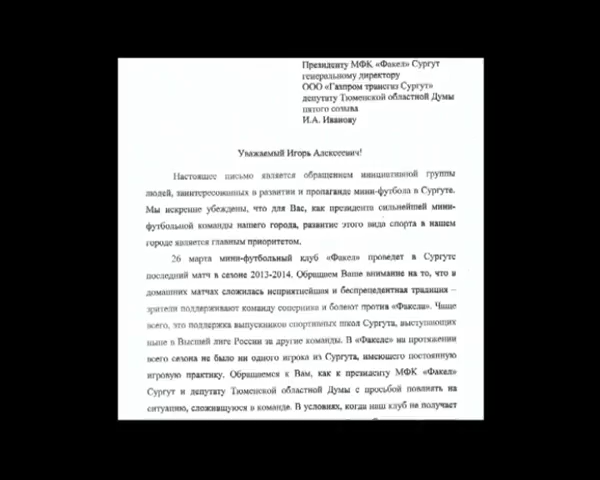 Президенту МФК «Факел» Сургут
генеральному директору
ООО «Газпром трансгаз Сургут»
депутату Тюменской областной Думы
пятого созыва
И.А. Иванову
Уважаемый Игорь Алексеевич!
Настоящее письмо является обращением инициативной группы
людей, заинтересованных в развитии и пропаганде мини-футбола в Сургуте.
Мы искренне убеждены, что для Вас, как президента сильнейшей мини-
футбольной команды нашего города, развитие этого вида спорта в нашем
городе является главным приоритетом.
26 марта мини-футбольный клуб «Факел» проведет в Сургуте
последний матч в сезоне 2013-2014. Обращаем Ваше внимание на то, что в
домашних матчах сложилась неприятнейшая и беспрецедентная традиция –
зрители поддерживают команду соперника и болеют против «Факела». Чаще
всего, это поддержка выпускников спортивных школ Сургута, выступающих
ныне в Высшей лиге России за другие команды. В «Факеле» на протяжении
всего сезона не было ни одного игрока из Сургута, имеющего постоянную
игровую практику. Обращаемся к Вам, как к президенту МФК «Факел»
Сургут и депутату Тюменской областной Думы с просьбой повлиять на
ситуацию, сложившуюся в команде. В условиях, когда наш клуб не получает